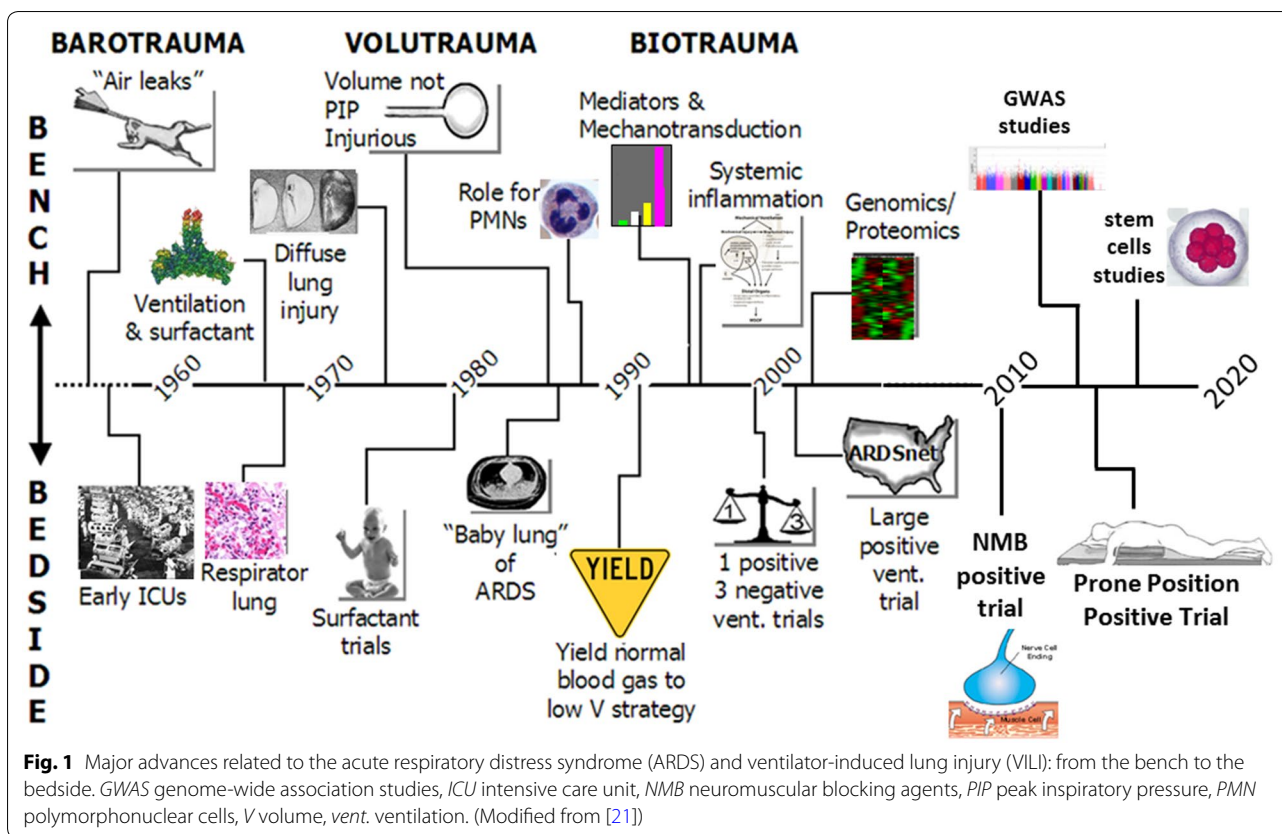 BAROTRAUMA
VOLUTRAUMA
BIOTRAUMA
BENCH
BEDSIDE
"Air leaks"
Ventilation
& surfactant
Diffuse
lung
injury
Volume not
PIP
Injurious
Role for
PMNs
Mediators &
Mechanotransduction
Systemic
inflammation
Genomics/
Proteomics
GWAS
studies
stem
cells
studies
1960
1970
1980
1990
2000
2010
2020
Early ICUs
Respirator
lung
Surfactant
trials
"Baby lung"
of
ARDS
YIELD
Yield normal
blood gas to
low V strategy
1
3
1 positive
3 negative
vent. trials
ARDSnet
Large
positive
vent.
trial
NMB
positive
trial
Nerve Cell
Ending
Muscle Cell
Prone Position
Positive Trial
Fig. 1 Major advances related to the acute respiratory distress syndrome (ARDS) and ventilator-induced lung injury (VILI): from the bench to the
bedside. GWAS genome-wide association studies, ICU intensive care unit, NMB neuromuscular blocking agents, PIP peak inspiratory pressure, PMN
polymorphonuclear cells, V volume, vent. ventilation. (Modified from [21])